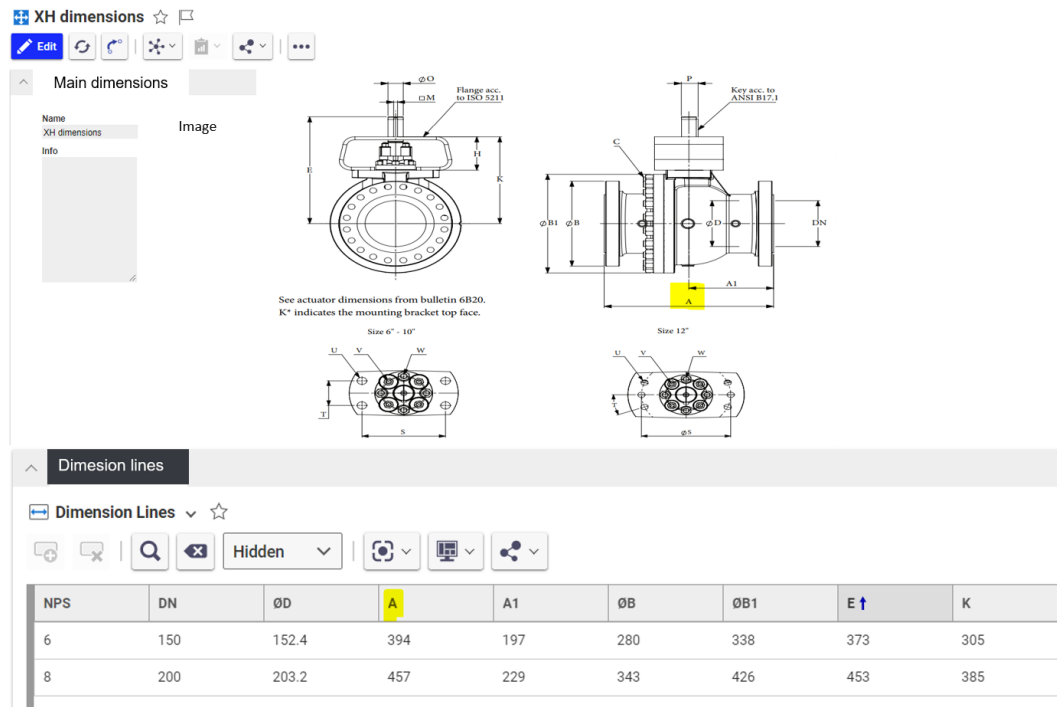 XH dimensions
Edit
Main dimensions
Name
XH dimensions
Info
Image
ØO
□M
Flange acc.
to ISO 5211
E
H
K
P
Key acc. to
ANSI B17.1
C
ØB1
ØB
ØD
DN
A1
A
See actuator dimensions from bulletin 6B20.
K* indicates the mounting bracket top face.
Size 6" - 10"
Size 12"
U V W
T
S
U V W
T
øS
Dimesion lines
Dimension Lines
Hidden
NPS DN ØD A A1 ØB ØB1 E K
6 150 152.4 394 197 280 338 373 305
8 200 203.2 457 229 343 426 453 385